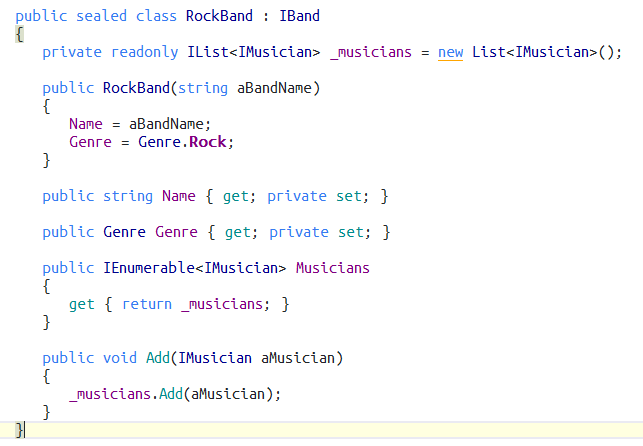 public sealed class RockBand : IBand
{
private readonly IList<IMusician> _musicians = new List<IMusician>();
public RockBand(string aBandName)
{
Name = aBandName;
Genre = Genre.Rock;
}
public string Name { get; private set; }
public Genre Genre { get; private set; }
public IEnumerable<IMusician> Musicians
{
get { return _musicians; }
}
public void Add(IMusician aMusician)
{
_musicians.Add(aMusician);
}
}